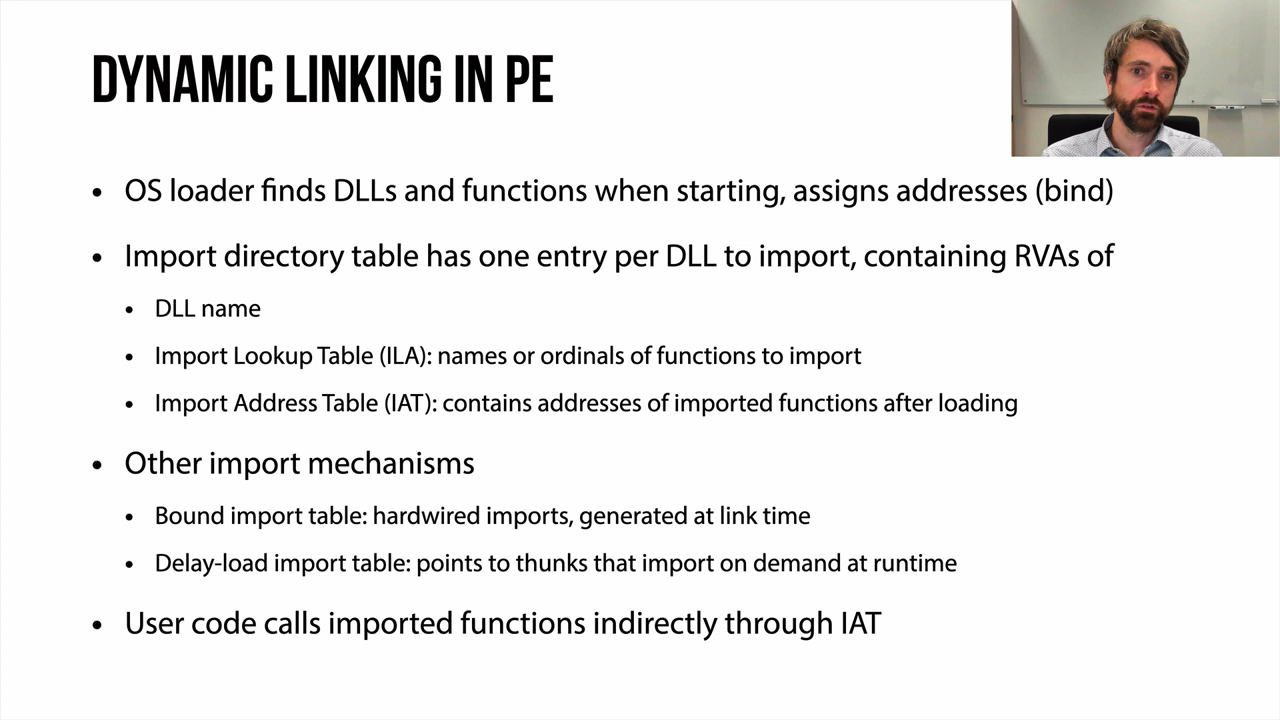 DYNAMIC LINKING IN PE
• OS loader finds DLLs and functions when starting, assigns addresses (bind)
• Import directory table has one entry per DLL to import, containing RVAs of
• DLL name
• Import Lookup Table (ILA): names or ordinals of functions to import
• Import Address Table (IAT): contains addresses of imported functions after loading
• Other import mechanisms
• Bound import table: hardwired imports, generated at link time
• Delay-load import table: points to thunks that import on demand at runtime
• User code calls imported functions indirectly through IAT